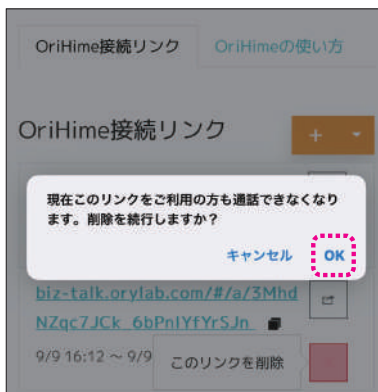 OriHime接続リンク
OriHimeの使い方
OriHime接続リンク
+
現在このリンクをご利用の方も通話できなくなり
ます。削除を続行しますか？
キャンセル
OK
biz-talk.orylab.com/#/a/3Mhd
NZqc7JCk_6bPnlYfYrSJn_
9/9 16:12 ～ 9/9
このリンクを削除